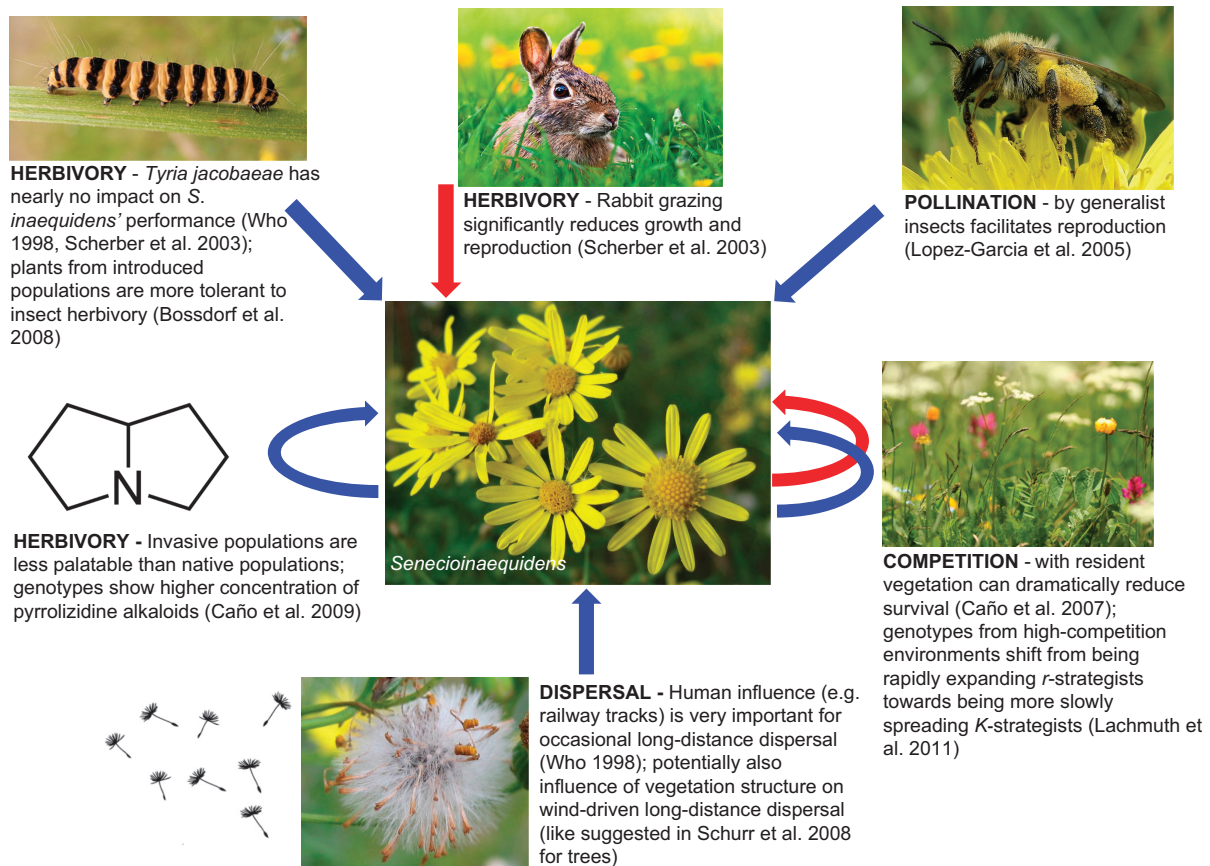 HERBIVORY - Tyria jacobaeae has
nearly no impact on S.
inaequidens’ performance (Who
1998, Scherber et al. 2003);
plants from introduced
populations are more tolerant to
insect herbivory (Bossdorf et al.
2008)
HERBIVORY - Rabbit grazing
significantly reduces growth and
reproduction (Scherber et al. 2003)
POLLINATION - by generalist
insects facilitates reproduction
(Lopez-Garcia et al. 2005)
N
HERBIVORY - Invasive populations are
less palatable than native populations;
genotypes show higher concentration of
pyrrolizidine alkaloids (Caño et al. 2009)
Senecioinaequidens
COMPETITION - with resident
vegetation can dramatically reduce
survival (Caño et al. 2007);
genotypes from high-competition
environments shift from being
rapidly expanding r-strategists
towards being more slowly
spreading K-strategists (Lachmuth et
al. 2011)
DISPERSAL - Human influence (e.g.
railway tracks) is very important for
occasional long-distance dispersal
(Who 1998); potentially also
influence of vegetation structure on
wind-driven long-distance dispersal
(like suggested in Schurr et al. 2008
for trees)